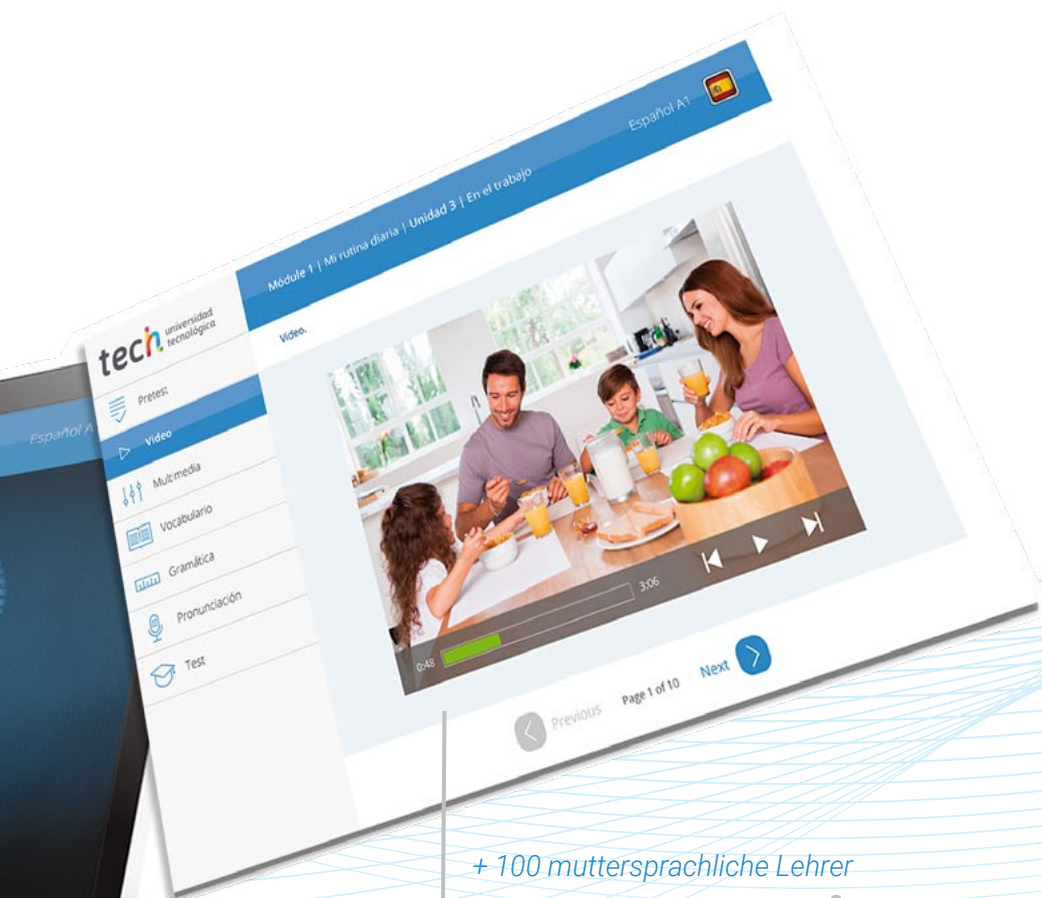 Español A1
Módule 1 | Mi rutina diaria | Unidad 3 | En el trabajo
tech universidad
tecnológica
Video.
Pretest
Video
Multimedia
Vocabulario
Gramática
Pronunciación
Test
Español A
0:48
3:06
Previous
Page 1 of 10
Next
+ 100 muttersprachliche Lehrer